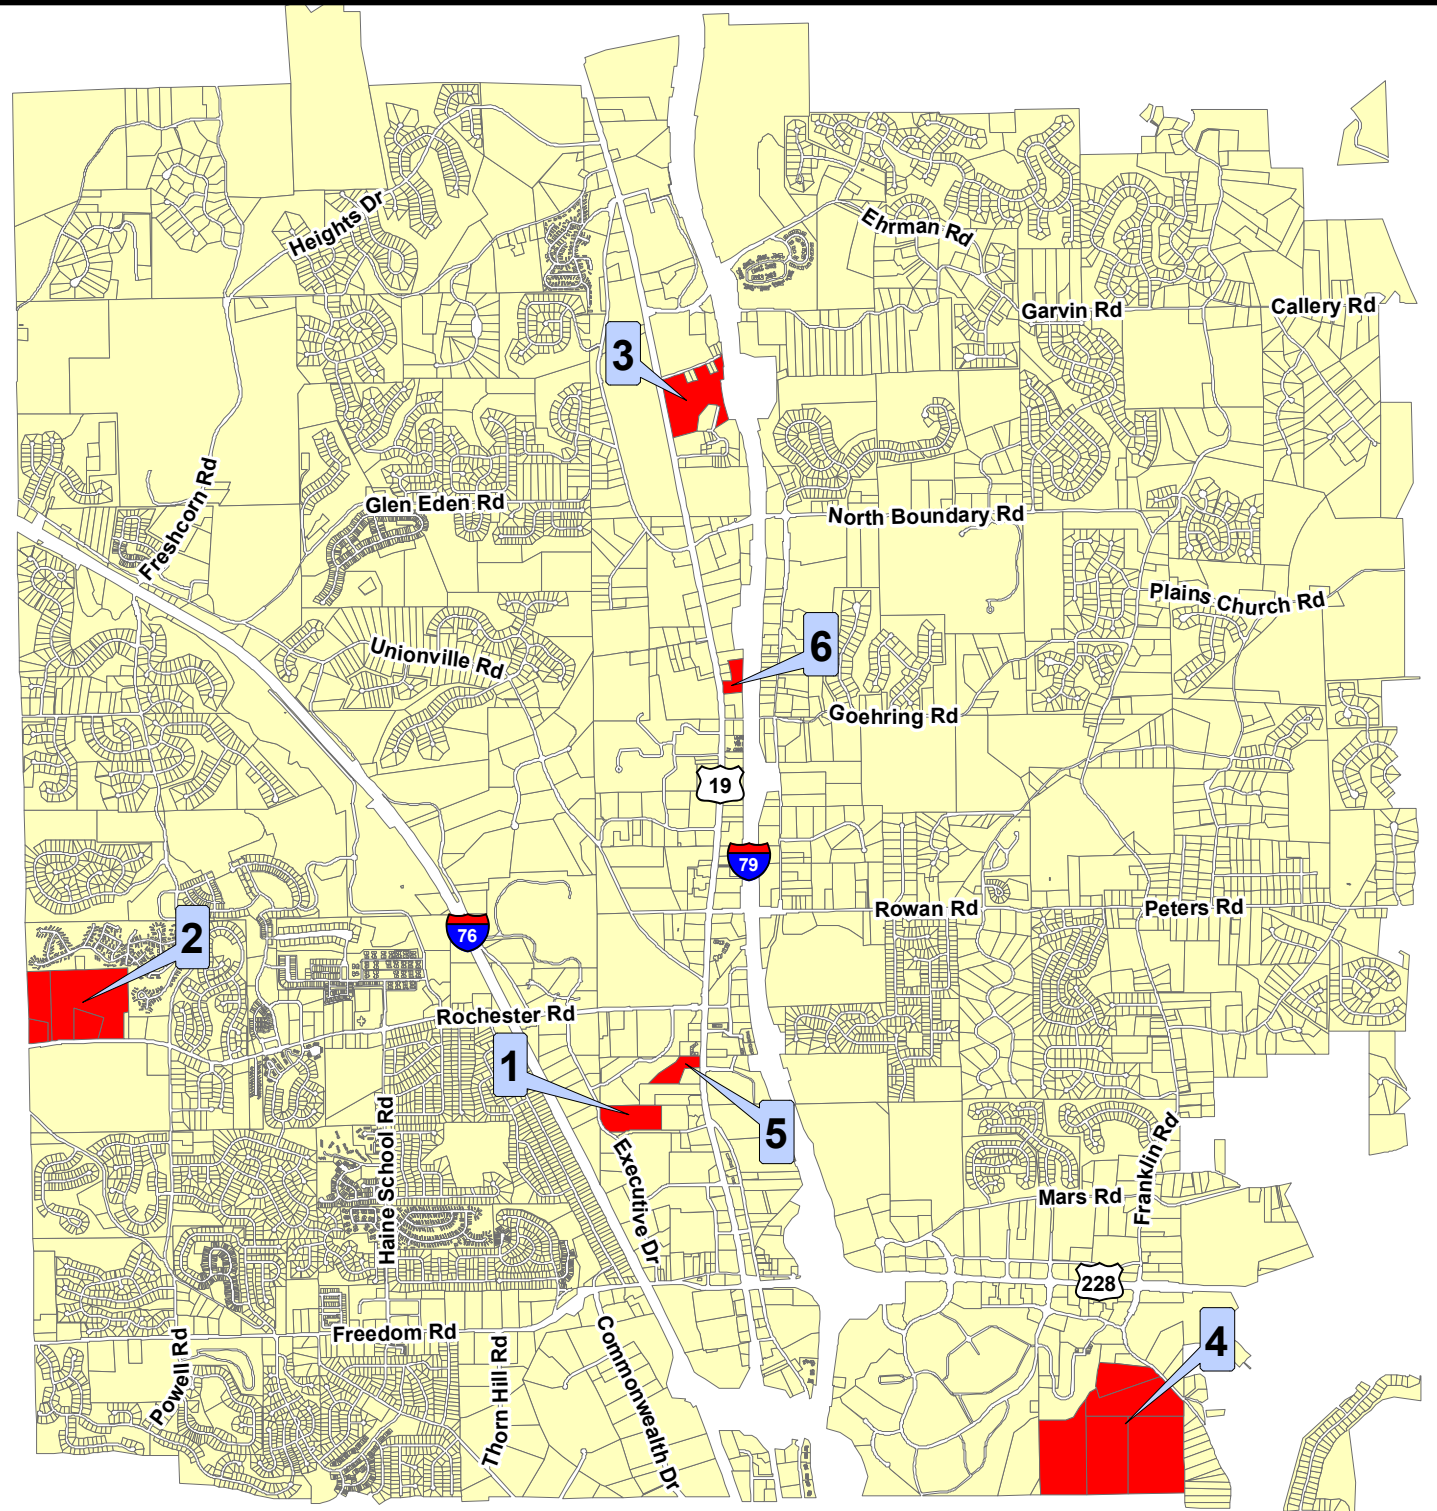 Heights Dr
Ehrman Rd
Garvin Rd
Callery Rd
3
Freshcorn Rd
Glen Eden Rd
North Boundary Rd
Plains Church Rd
Unionville Rd
6
Goehring Rd
19
79
Rowan Rd
Peters Rd
2
76
Rochester Rd
1
5
Haine School Rd
Executive Dr
Franklin Rd
Mars Rd
228
Freedom Rd
4
Powell Rd
Thorn Hill Rd
Commonwealth Dr